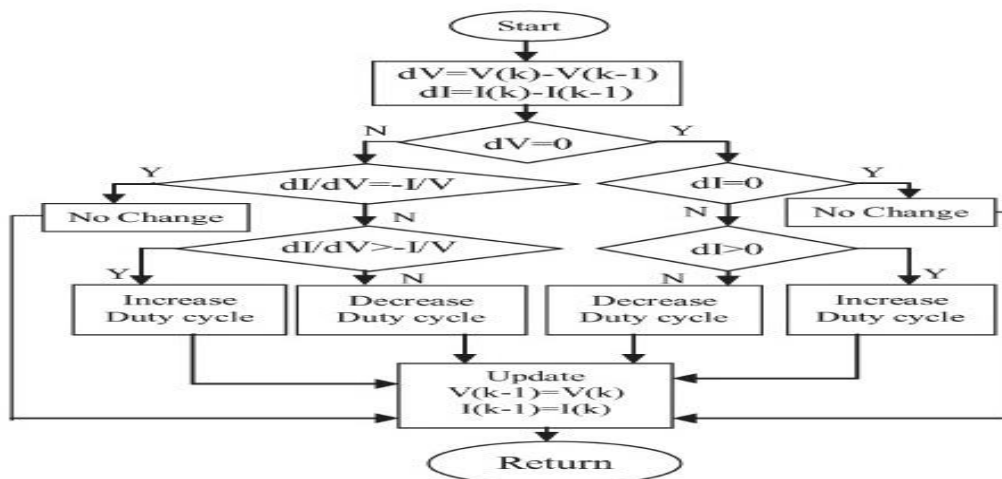 Start
dV=V(k)-V(k-1)
dI=I(k)-I(k-1)
N
Y
dV=0
Y
dI/dV=-I/V
dI=0
Y
No Change
N
N
No Change
dI/dV>-I/V
dI>0
Y
N
N
Y
Increase
Duty cycle
Decrease
Duty cycle
Decrease
Duty cycle
Increase
Duty cycle
Update
V(k-1)=V(k)
I(k-1)=I(k)
Return